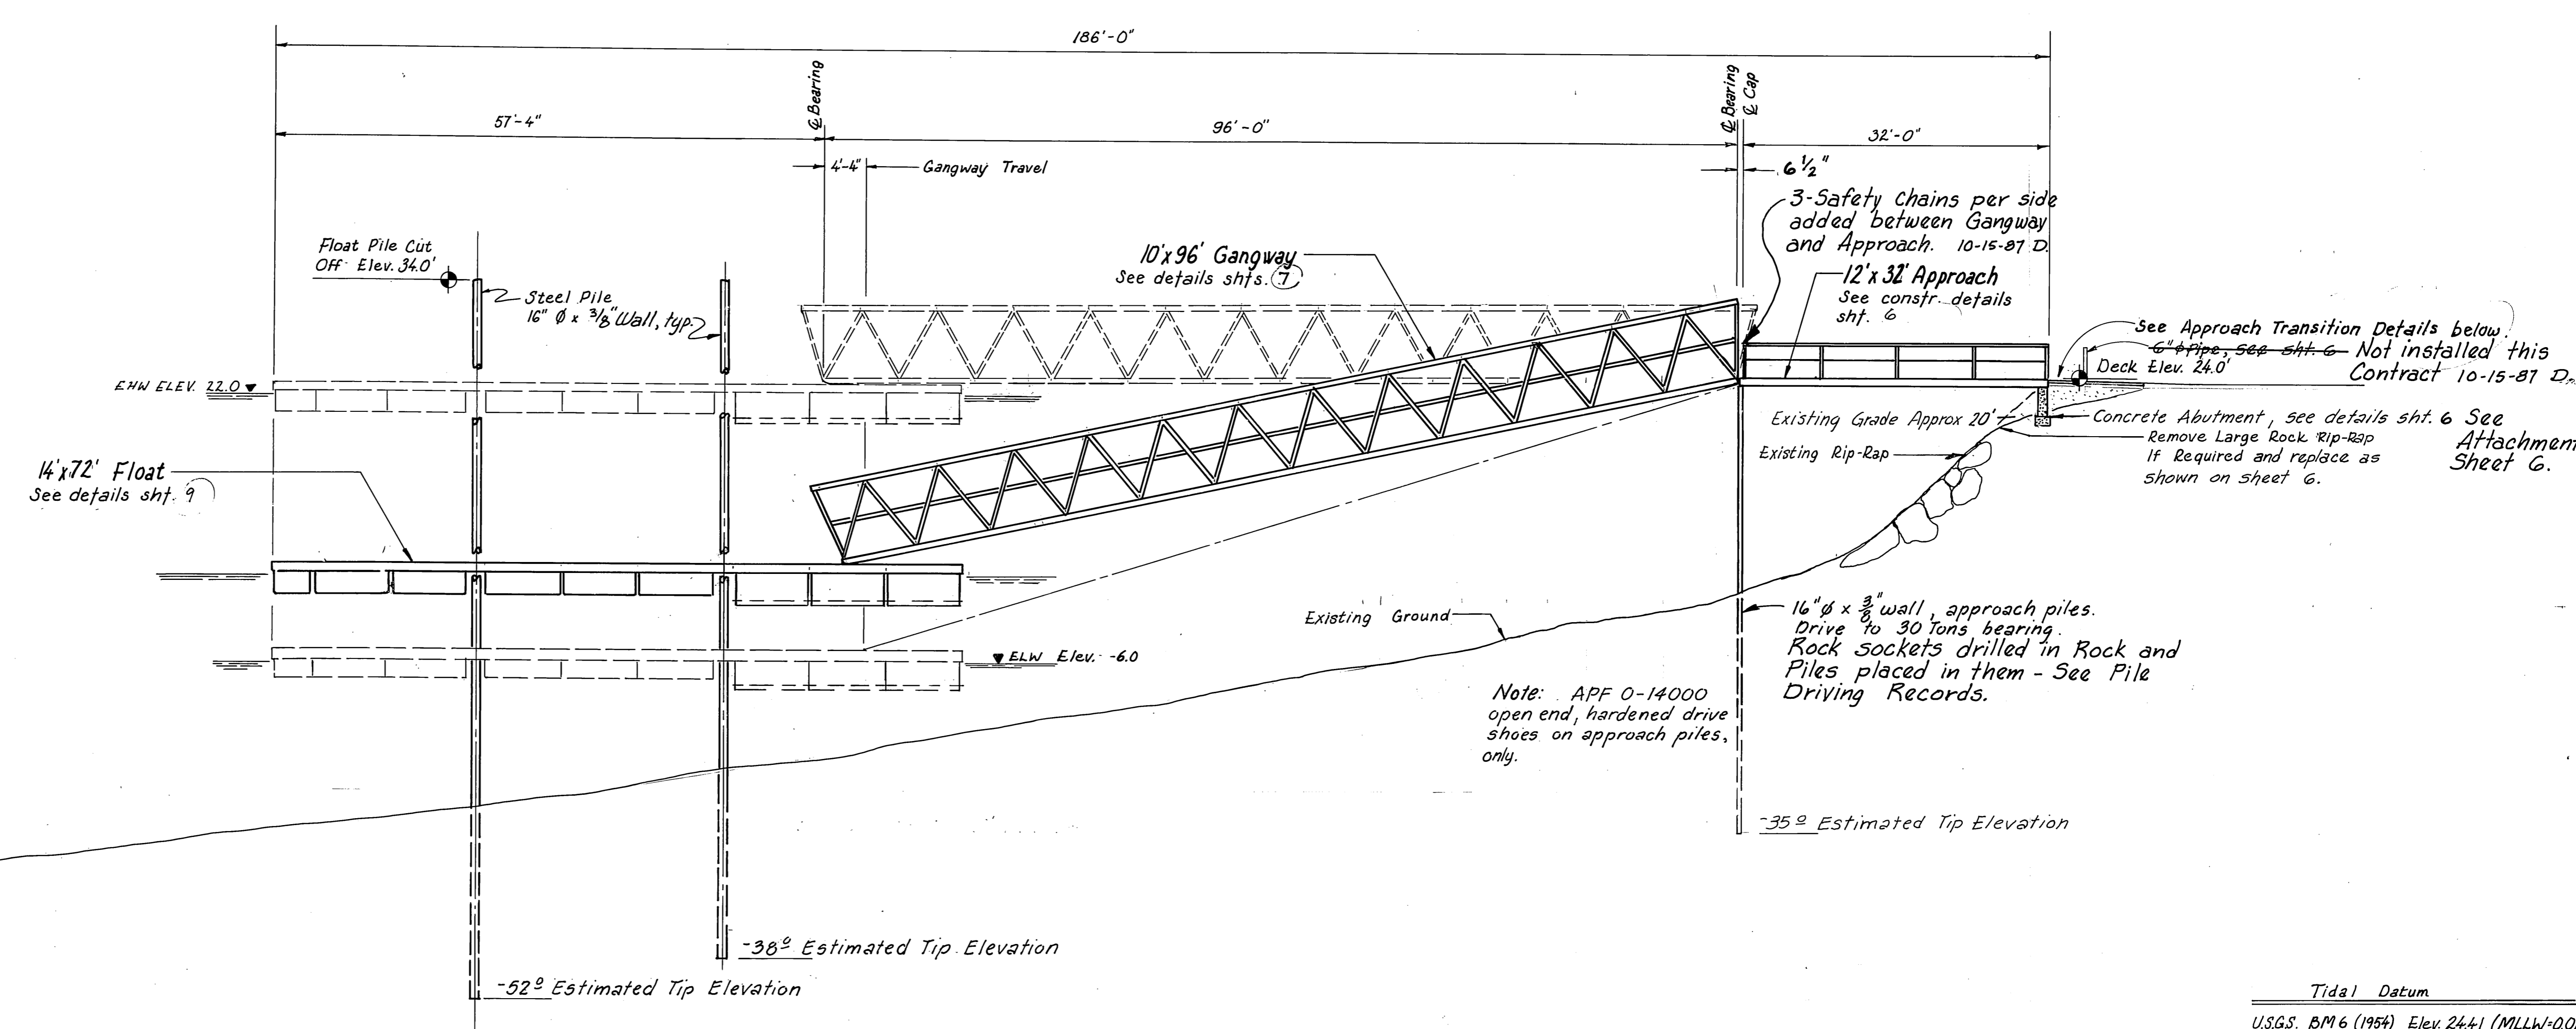 186'-0"
57'-4"
℄ Bearing
96'-0"
℄ Bearing
℄ Cap
32'-0"
4'-4"
Gangway Travel
6 1/2"
3-Safety Chains per side
added between Gangway
and Approach. 10-15-87 D.
Float Pile Cut
Off Elev. 34.0'
Steel Pile
16" Ø x 3/8" Wall, typ.
10'x96' Gangway
See details shts. 7
12'x 32' Approach
See constr. details
sht. 6
See Approach Transition Details below.
6" Ø Pipe, see sht. 6 Not installed this
Contract 10-15-87 D.
Deck Elev. 24.0'
EHW ELEV. 22.0
Existing Grade Approx 20'
Concrete Abutment, see details sht. 6 See
Attachment
Sheet 6.
Remove Large Rock Rip-Rap
If Required and replace as
shown on sheet 6.
Existing Rip-Rap
14'x72' Float
See details sht. 9
Existing Ground
16" Ø x 3/8" wall, approach piles.
Drive to 30 Tons bearing.
Rock sockets drilled in Rock and
Piles placed in them - See Pile
Driving Records.
ELW Elev. -6.0
Note: APF O-14000
open end, hardened drive
shoes on approach piles,
only.
-35º Estimated Tip Elevation
-38º Estimated Tip Elevation
-52º Estimated Tip Elevation
Tidal Datum
U.S.G.S. BM 6 (1954) Elev. 24.41 (MLLW=0.0